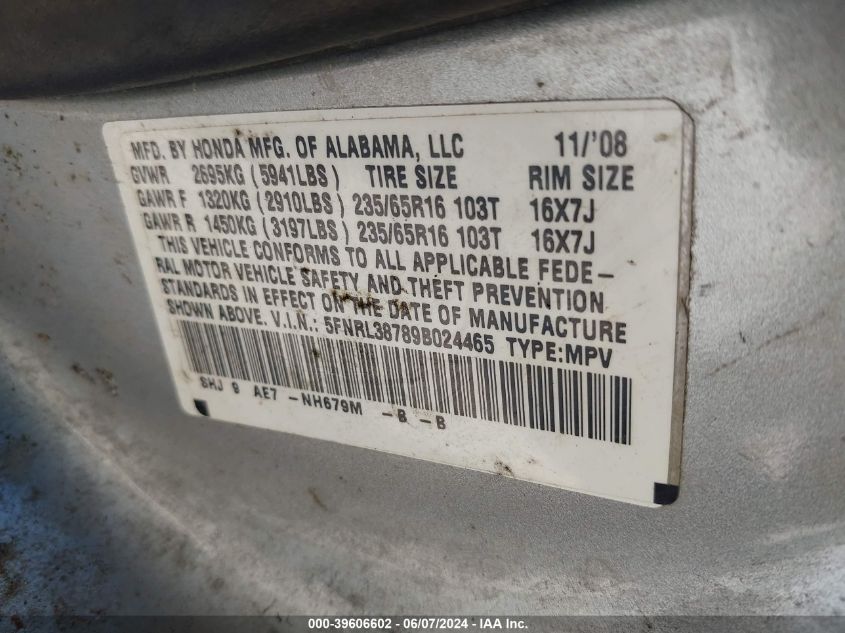 MFD. BY HONDA MFG. OF ALABAMA, LLC 11/'08
GVWR 2695KG (5941LBS) TIRE SIZE RIM SIZE
GAWR F 1320KG (2910LBS) 235/65R16 103T 16X7J
GAWR R 1450KG (3197LBS) 235/65R16 103T 16X7J
THIS VEHICLE CONFORMS TO ALL APPLICABLE FEDE-
RAL MOTOR VEHICLE SAFETY AND THEFT PREVENTION
STANDARDS IN EFFECT ON THE DATE OF MANUFACTURE
SHOWN ABOVE. V.I.N.: 5FNRL38789B024465 TYPE:MPV
SHJ 9 AE7 -NH679M -B -B
000-39606602 - 06/07/2024 - IAA Inc.